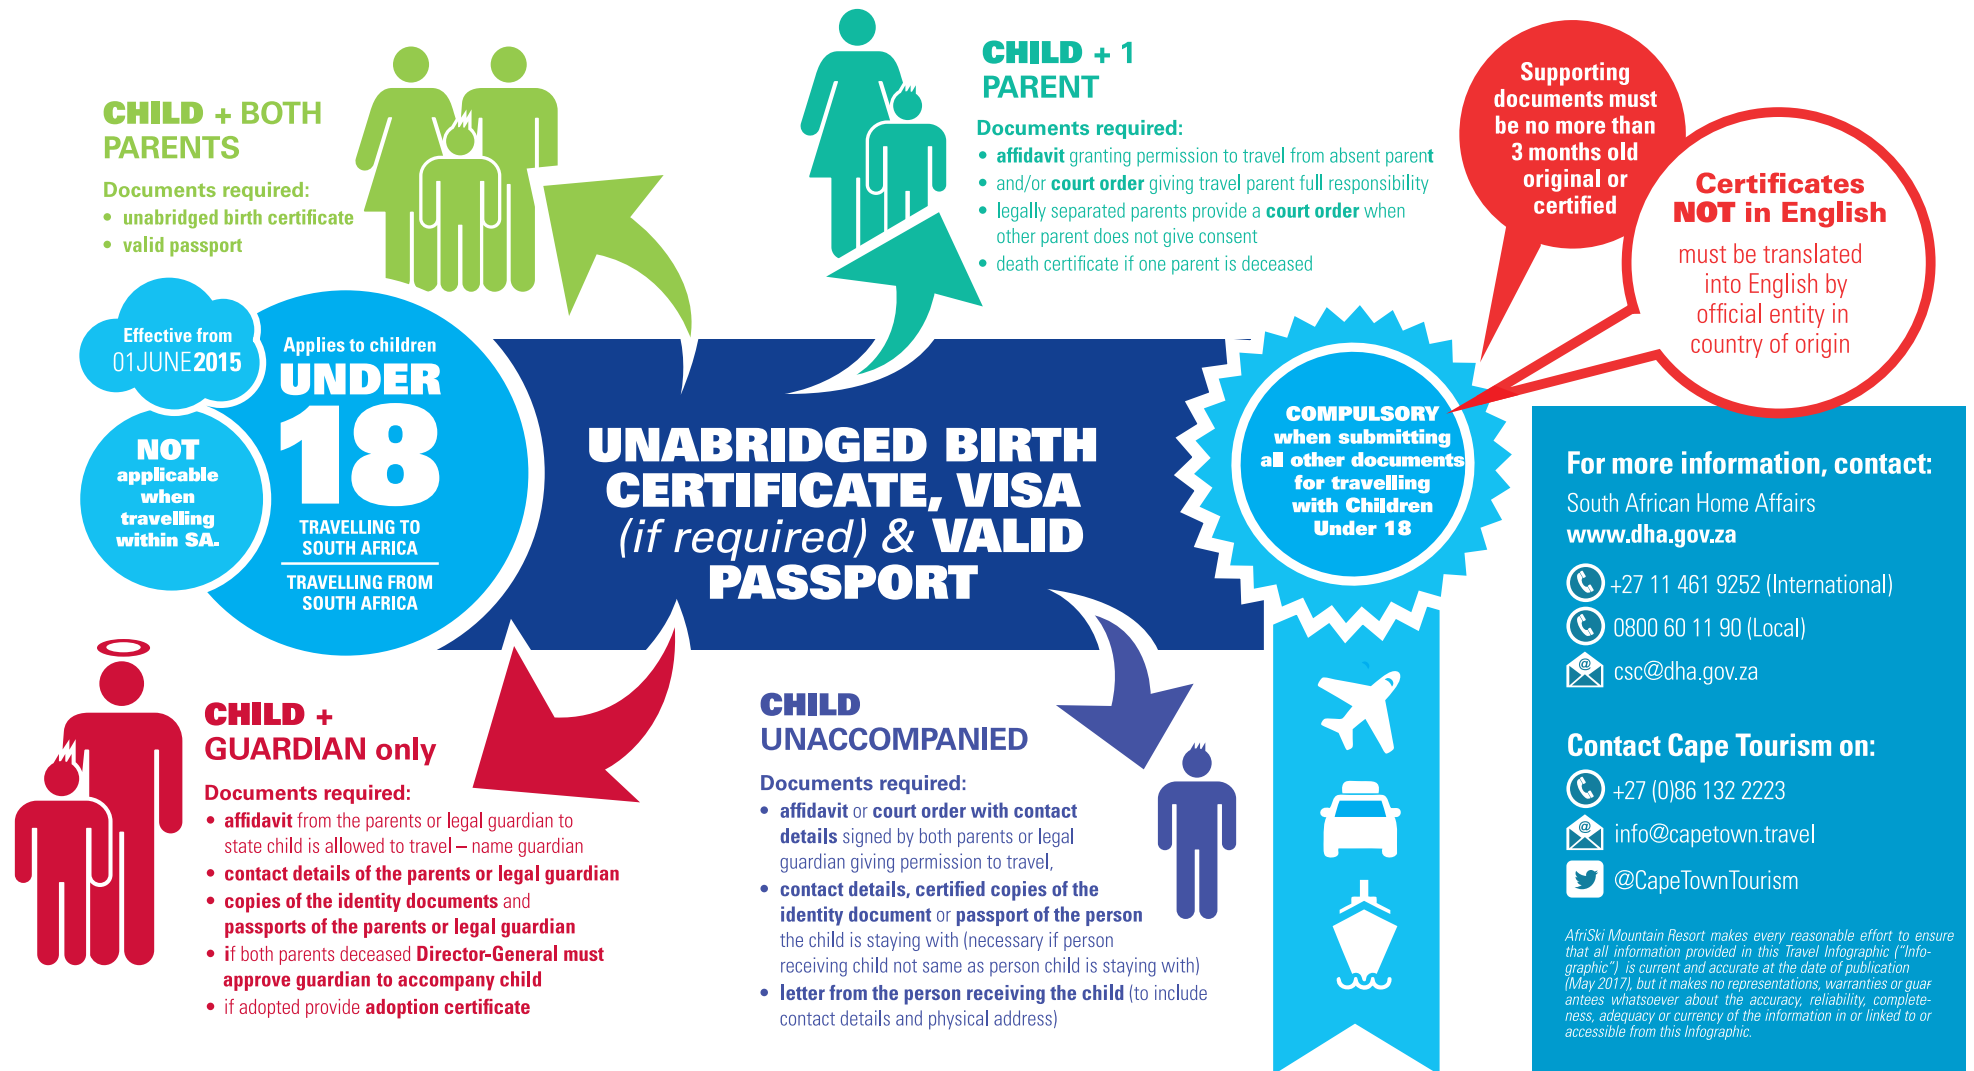 CHILD + BOTH
PARENTS
Documents required:
• unabridged birth certificate
• valid passport
CHILD + 1
PARENT
Documents required:
• affidavit granting permission to travel from absent parent
• and/or court order giving travel parent full responsibility
• legally separated parents provide a court order when
other parent does not give consent
• death certificate if one parent is deceased
Supporting
documents must
be no more than
3 months old
original or
certified
Certificates
NOT in English
must be translated
into English by
official entity in
country of origin
Effective from
01JUNE2015
NOT
applicable
when
travelling
within SA.
Applies to children
UNDER
18
TRAVELLING TO
SOUTH AFRICA
TRAVELLING FROM
SOUTH AFRICA
UNABRIDGED BIRTH
CERTIFICATE, VISA
(if required) & VALID
PASSPORT
COMPULSORY
when submitting
all other documents
for travelling
with Children
Under 18
CHILD +
GUARDIAN only
Documents required:
• affidavit from the parents or legal guardian to
state child is allowed to travel – name guardian
• contact details of the parents or legal guardian
• copies of the identity documents and
passports of the parents or legal guardian
• if both parents deceased Director-General must
approve guardian to accompany child
• if adopted provide adoption certificate
CHILD
UNACCOMPANIED
Documents required:
• affidavit or court order with contact
details signed by both parents or legal
guardian giving permission to travel,
• contact details, certified copies of the
identity document or passport of the person
the child is staying with (necessary if person
receiving child not same as person child is staying with)
• letter from the person receiving the child (to include
contact details and physical address)
For more information, contact:
South African Home Affairs
www.dha.gov.za
+27 11 461 9252 (International)
0800 60 11 90 (Local)
@
csc@dha.gov.za
Contact Cape Tourism on:
+27 (0)86 132 2223
@
info@capetown.travel
@CapeTownTourism
AfriSki Mountain Resort makes every reasonable effort to ensure
that all information provided in this Travel Infographic ("Info-
graphic") is current and accurate at the date of publication
(May 2017), but it makes no representations, warranties or guar-
antees whatsoever about the accuracy, reliability, complete-
ness, adequacy or currency of the information in or linked to or
accessible from this Infographic.